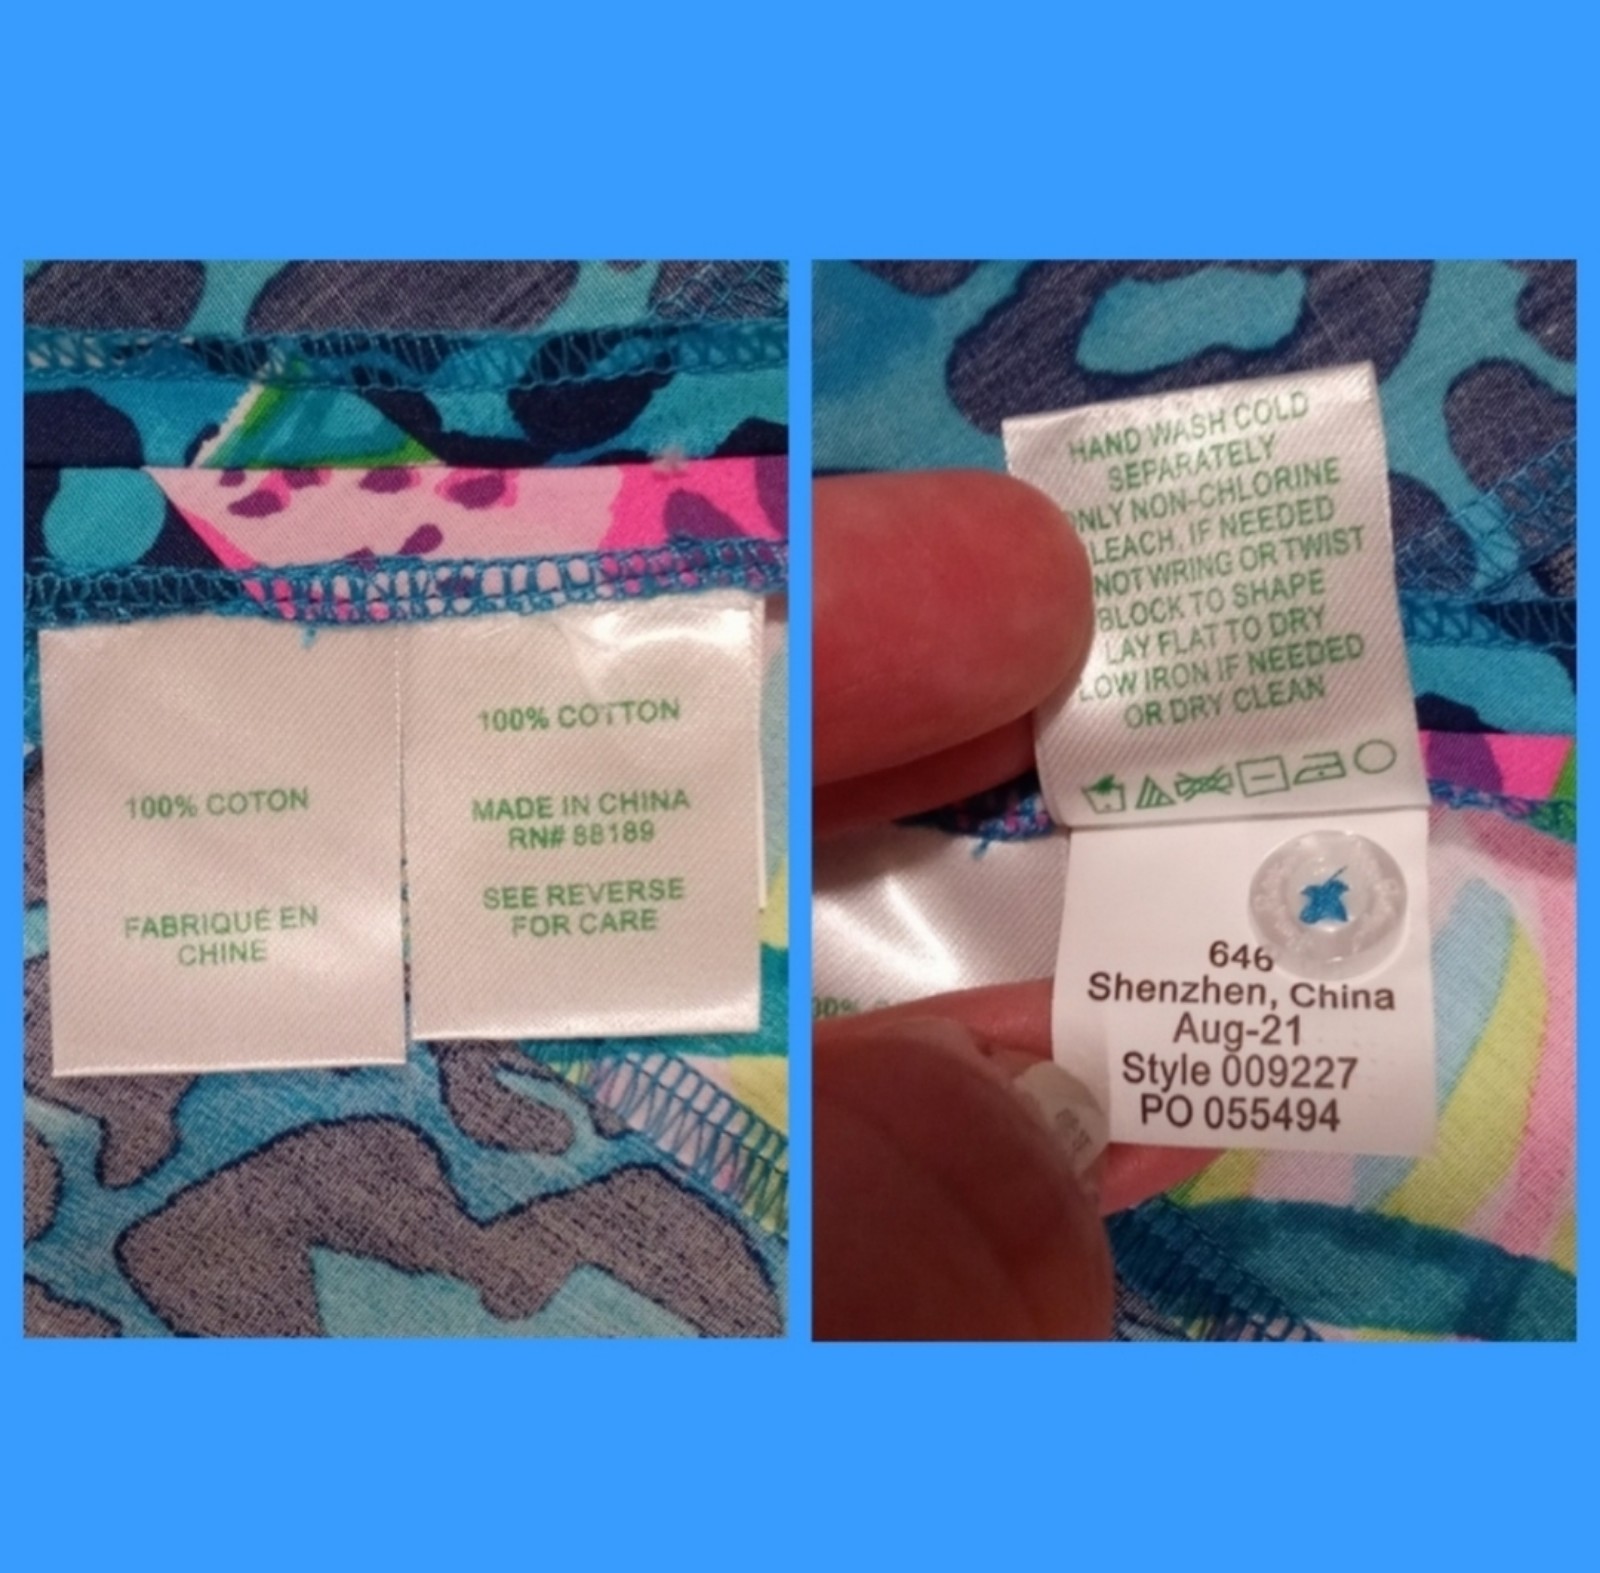 100% COTON
FABRIQUÉ EN
CHINE
100% COTTON
MADE IN CHINA
RN# 88189
SEE REVERSE
FOR CARE
HAND WASH COLD
SEPARATELY
NLY NON-CHLORINE
LEACH, IF NEEDED
NOT WRING OR TWIST
BLOCK TO SHAPE
LAY FLAT TO DRY
LOW IRON IF NEEDED
OR DRY CLEAN
646
Shenzhen, China
Aug-21
Style 009227
PO 055494